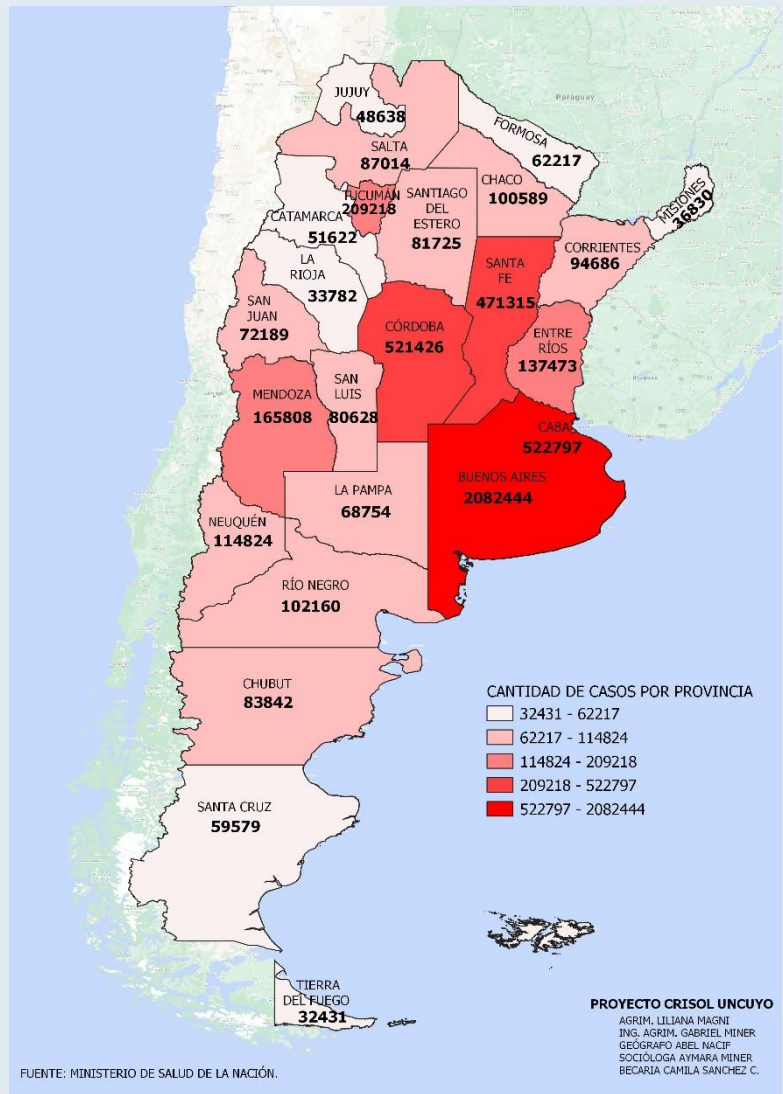 Paraguay
JUJUY
48638
FORMOSA
62217
SALTA
87014
CHACO
100589
MISIONES
36830
TUCUMÁN
209218
SANTIAGO
DEL
ESTERO
81725
CATAMARCA
51622
CORRIENTES
94686
LA
RIOJA
33782
SANTA
FE
471315
SAN
JUAN
72189
CÓRDOBA
521426
ENTRE
RÍOS
137473
MENDOZA
165808
SAN
LUIS
80628
CABA
522797
BUENOS AIRES
2082444
LA PAMPA
68754
NEUQUÉN
114824
RÍO NEGRO
102160
CHUBUT
83842
CANTIDAD DE CASOS POR PROVINCIA
32431 - 62217
62217 - 114824
114824 - 209218
209218 - 522797
522797 - 2082444
SANTA CRUZ
59579
TIERRA
DEL FUEGO
32431
PROYECTO CRISOL UNCUYO
AGRIM. LILIANA MAGNI
ING. AGRIM. GABRIEL MINER
GEÓGRAFO ABEL NACIF
SOCIÓLOGA AYMARA MINER
BECARIA CAMILA SANCHEZ C.
FUENTE: MINISTERIO DE SALUD DE LA NACIÓN.